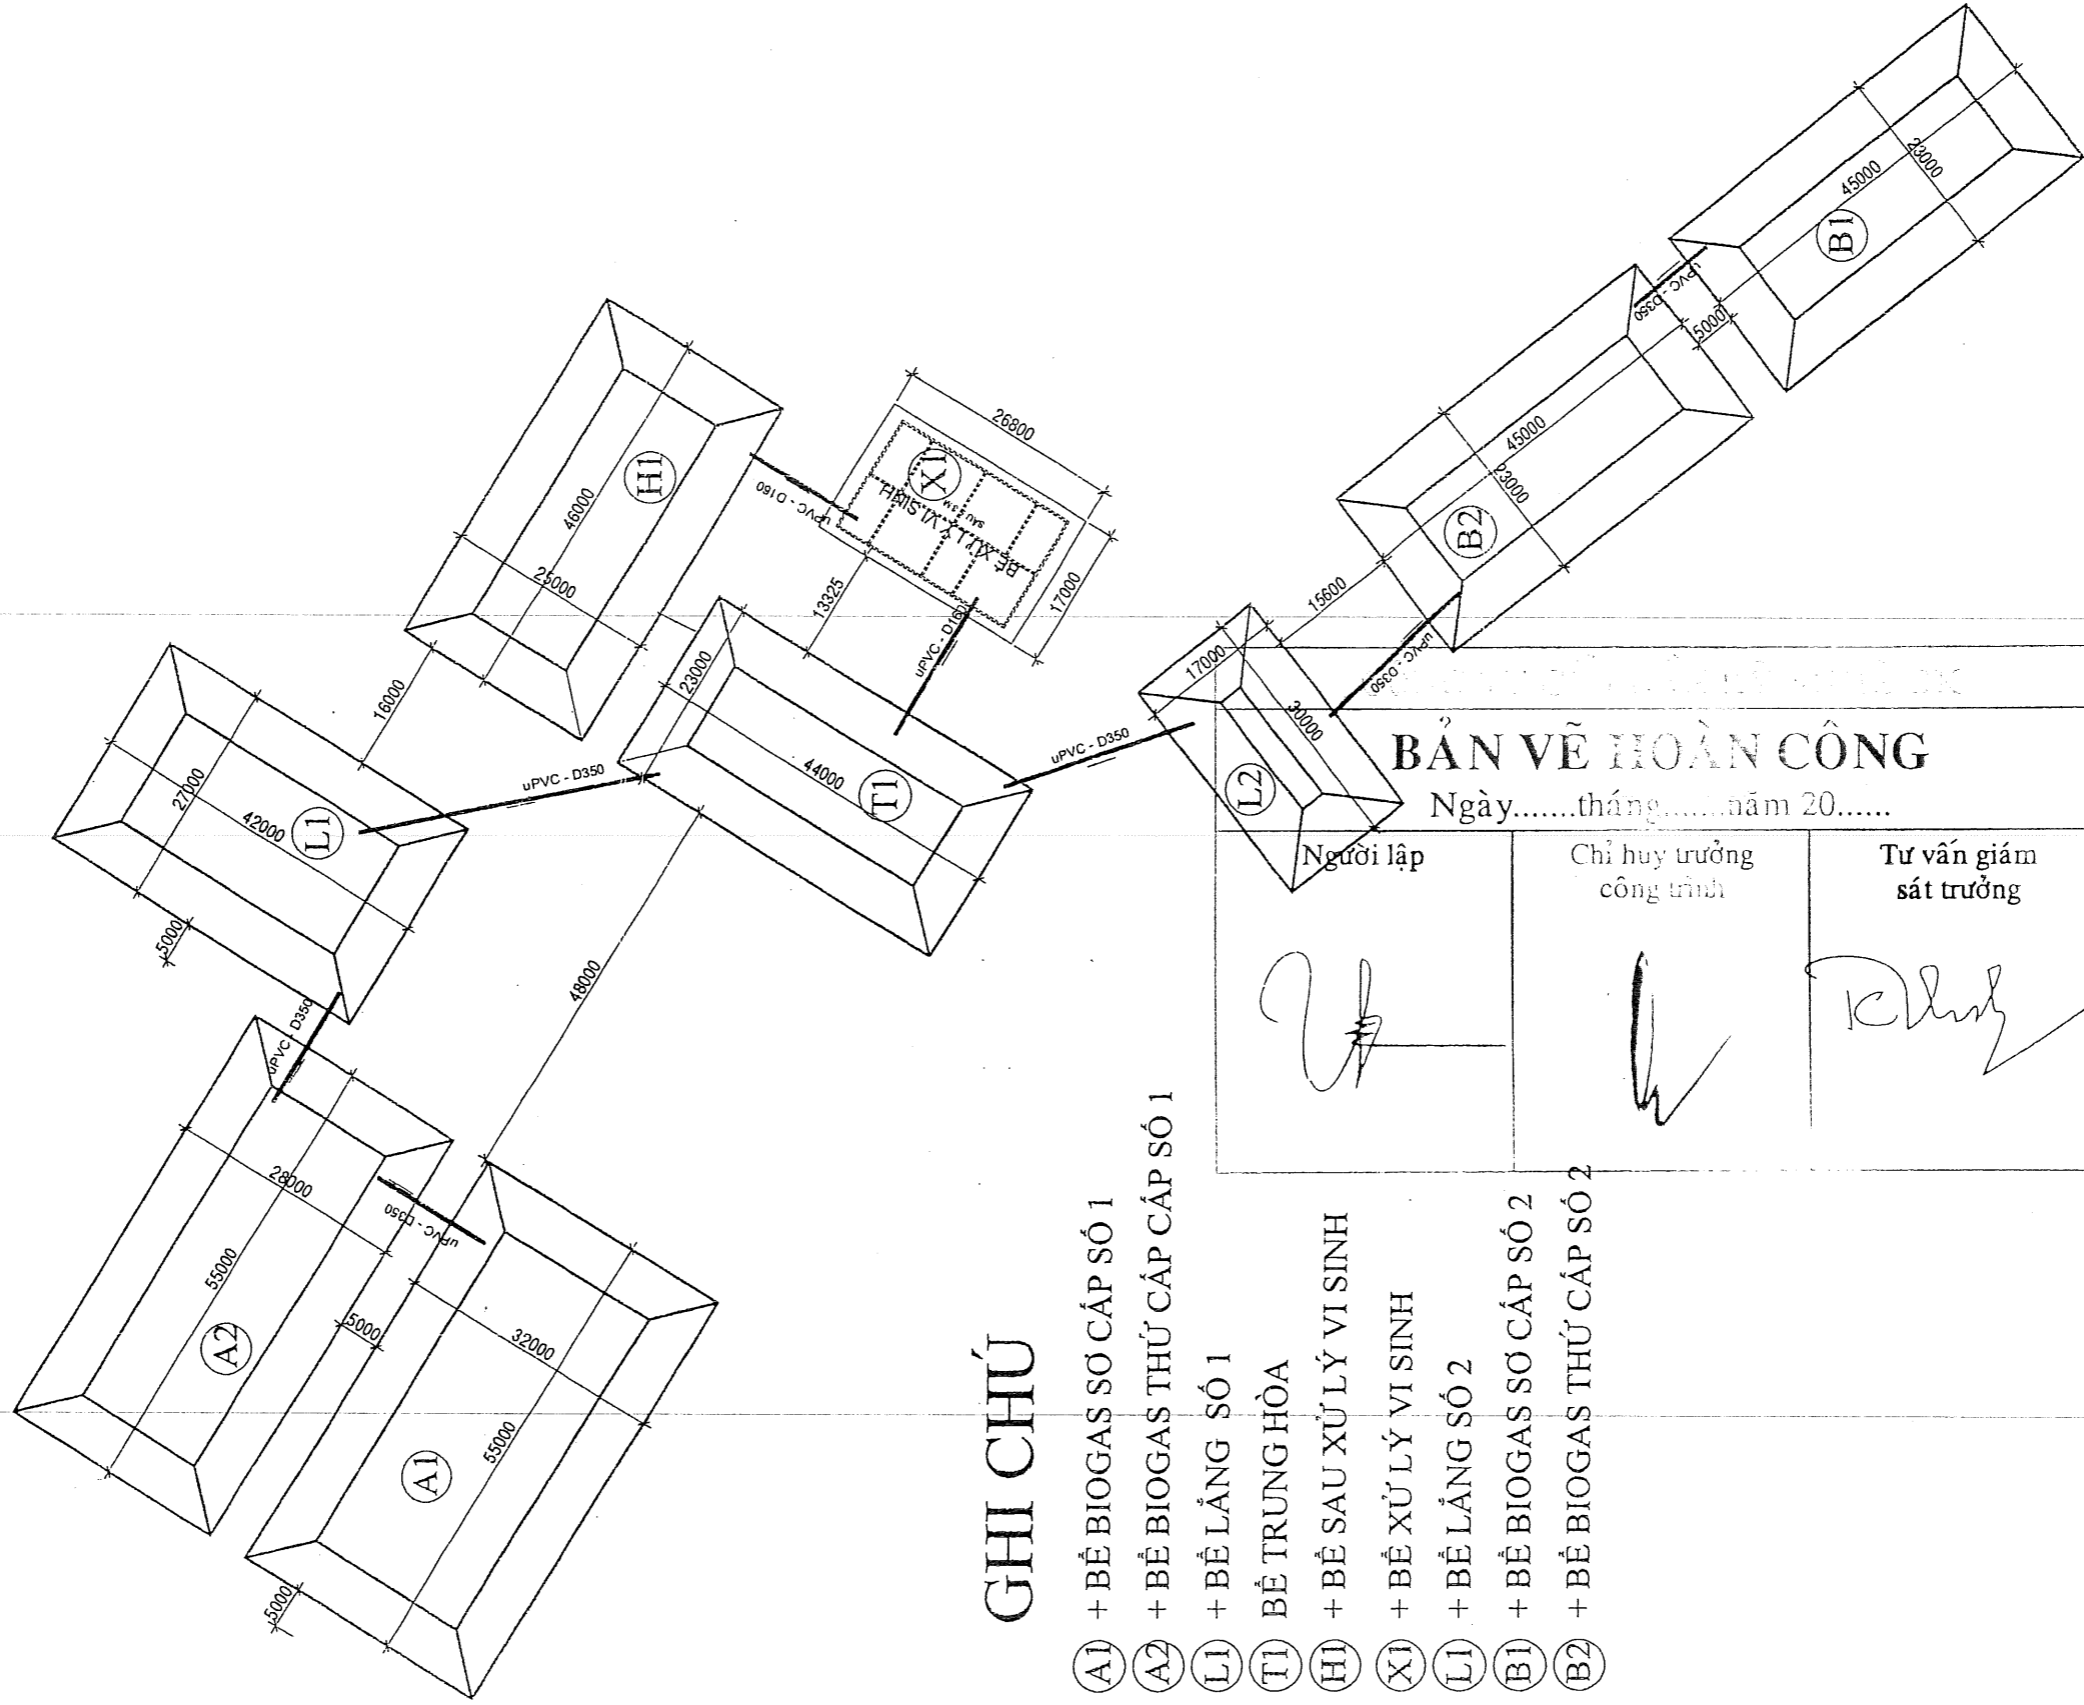 A2
55000
28000
5000
A1
55000
32000
5000
uPVC - D350
uPVC - D350
L1
42000
27000
5000
16000
uPVC - D350
48000
H1
46000
25000
uPVC - D160
T1
44000
23000
13325
uPVC - D160
X1
BỂ XỬ LÝ VI SINH
26800
17000
uPVC - D350
L2
17000
30000
15600
uPVC - D350
B2
45000
23000
5000
uPVC - D350
B1
45000
23000
BẢN VẼ HOÀN CÔNG
Ngày.......tháng.......năm 20......
Người lập
Chỉ huy trưởng
công trình
Tư vấn giám
sát trưởng
GHI CHÚ
A1 + BỂ BIOGAS SƠ CẤP SỐ 1
A2 + BỂ BIOGAS THỨ CẤP CẤP SỐ 1
L1 + BỂ LẮNG SỐ 1
T1 BỂ TRUNG HÒA
H1 + BỂ SAU XỬ LÝ VI SINH
X1 + BỂ XỬ LÝ VI SINH
L1 + BỂ LẮNG SỐ 2
B1 + BỂ BIOGAS SƠ CẤP SỐ 2
B2 + BỂ BIOGAS THỨ CẤP SỐ 2